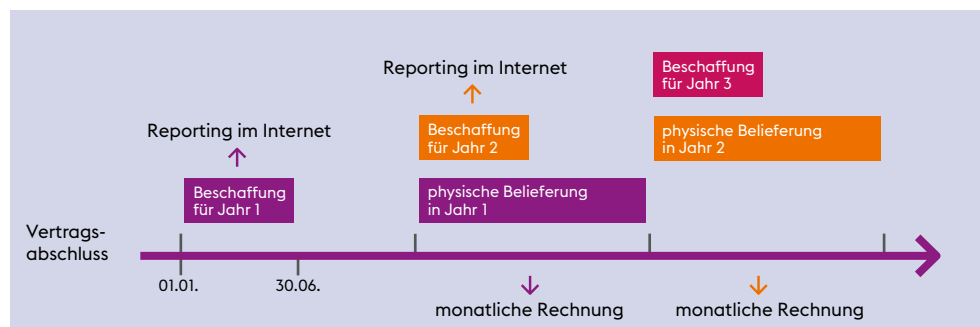 Reporting im Internet
Beschaffung
für Jahr 3
Reporting im Internet
Beschaffung
für Jahr 2
physische Belieferung
in Jahr 2
Beschaffung
für Jahr 1
physische Belieferung
in Jahr 1
Vertrags-
abschluss
01.01.
30.06.
monatliche Rechnung
monatliche Rechnung